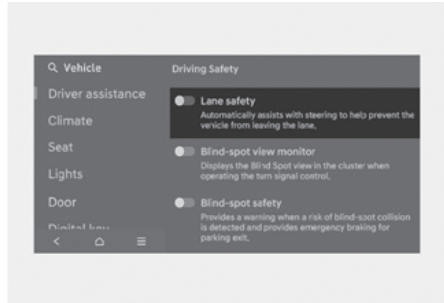 Vehicle
Driver assistance
Climate
Seat
Lights
Door
Digital key
Driving Safety
Lane safety
Automatically assists with steering to help prevent the
vehicle from leaving the lane.
Blind-spot view monitor
Displays the Blind Spot view in the cluster when
operating the turn signal control.
Blind-spot safety
Provides a warning when a risk of blind-spot collision
is detected and provides emergency braking for
parking exit.